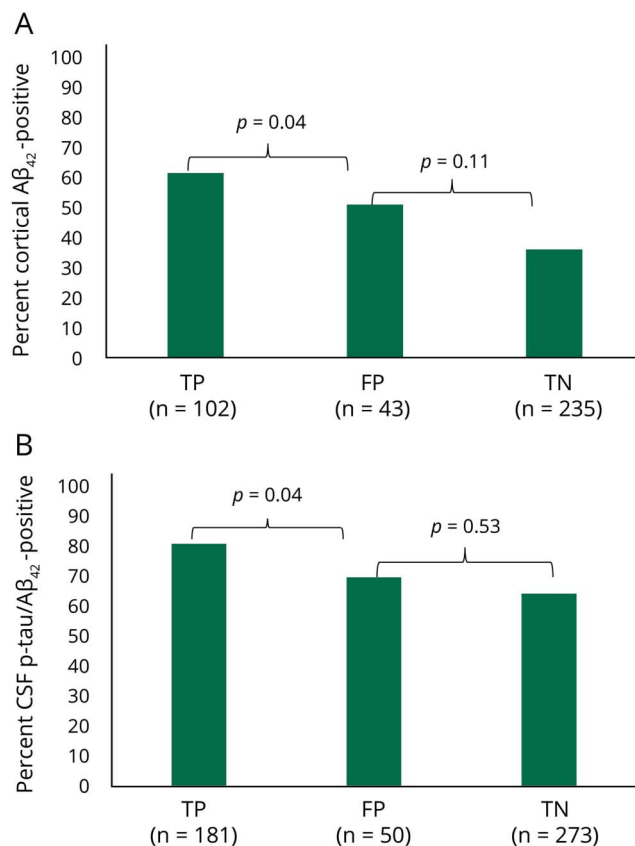 A
Percent cortical Aβ42 -positive
100
90
80
70
60
50
40
30
20
10
0
p = 0.04
p = 0.11
TP
FP
TN
(n = 102)
(n = 43)
(n = 235)
B
Percent CSF p-tau/Aβ42 -positive
100
90
80
70
60
50
40
30
20
10
0
p = 0.04
p = 0.53
TP
FP
TN
(n = 181)
(n = 50)
(n = 273)